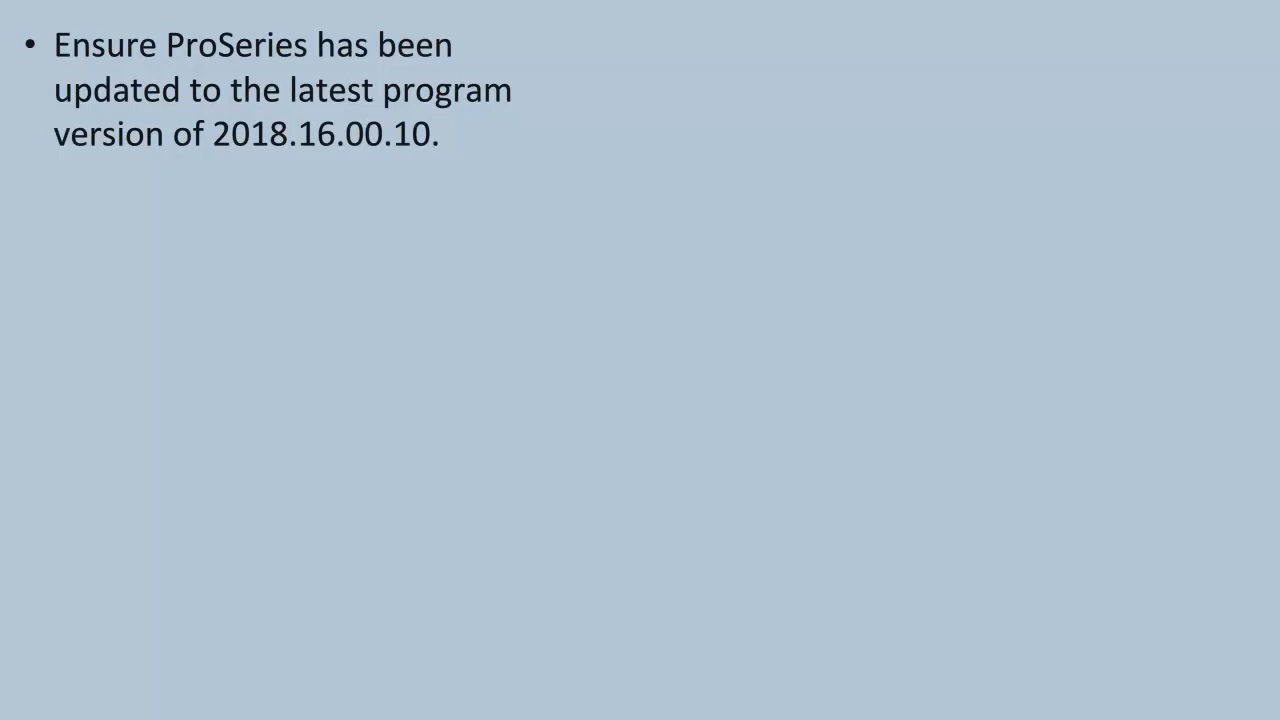 • Ensure ProSeries has been
updated to the latest program
version of 2018.16.00.10.